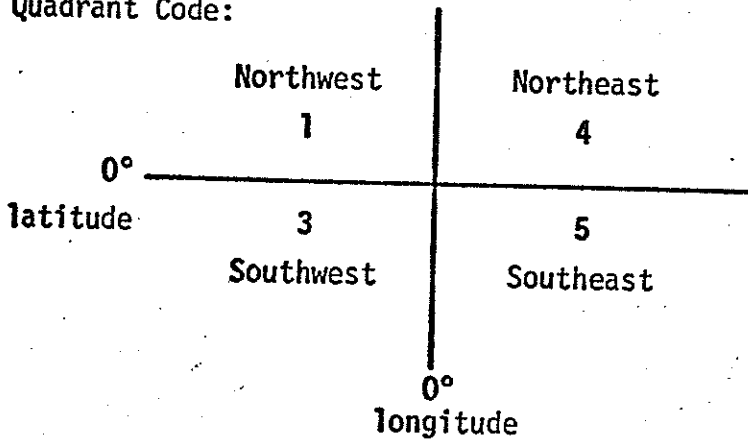 Quadrant Code:
Northwest Northeast
1 4
0°
latitude 3 5
Southwest Southeast
0°
longitude